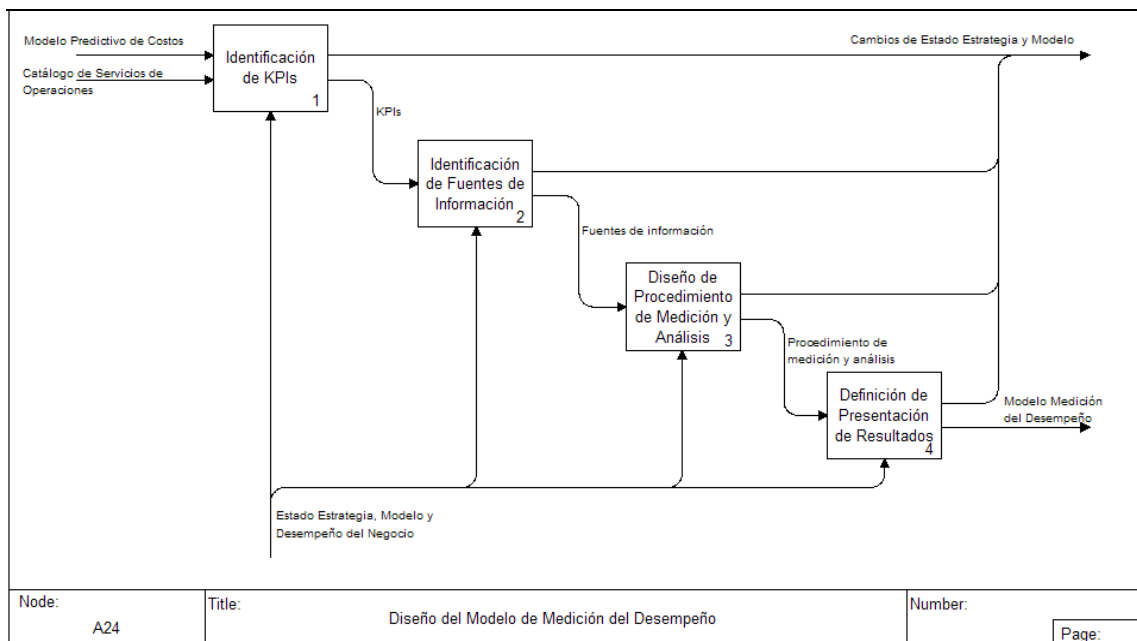 Modelo Predictivo de Costos
Catálogo de Servicios de
Operaciones
Identificación
de KPIs
1
Cambios de Estado Estrategia y Modelo
KPIs
Identificación
de Fuentes de
Información
2
Fuentes de información
Diseño de
Procedimiento
de Medición y
Análisis
3
Procedimiento de
medición y análisis
Definición de
Presentación
de Resultados
4
Modelo Medición
del Desempeño
Estado Estrategia, Modelo y
Desempeño del Negocio
Node:
A24
Title:
Diseño del Modelo de Medición del Desempeño
Number:
Page: